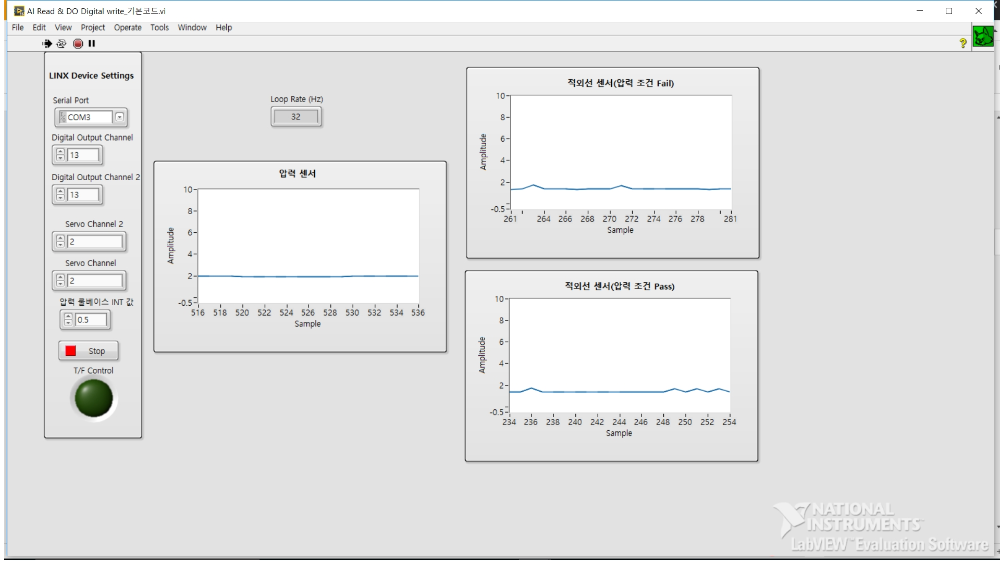 AI Read & DO Digital write_기본코드.vi
File Edit View Project Operate Tools Window Help
LINX Device Settings
Serial Port
COM3
Digital Output Channel
13
Digital Output Channel 2
13
Servo Channel 2
2
Servo Channel
2
압력 룰베이스 INT 값
0.5
Stop
T/F Control
Loop Rate (Hz)
32
압력 센서
10
8
6
4
2
-0.5
Amplitude
516 518 520 522 524 526 528 530 532 534 536
Sample
적외선 센서(압력 조건 Fail)
10
8
6
4
2
-0.5
Amplitude
261 264 266 268 270 272 274 276 278 281
Sample
적외선 센서(압력 조건 Pass)
10
8
6
4
2
-0.5
Amplitude
234 236 238 240 242 244 246 248 250 252 254
Sample
NATIONAL
INSTRUMENTS™
LabVIEW™ Evaluation Software